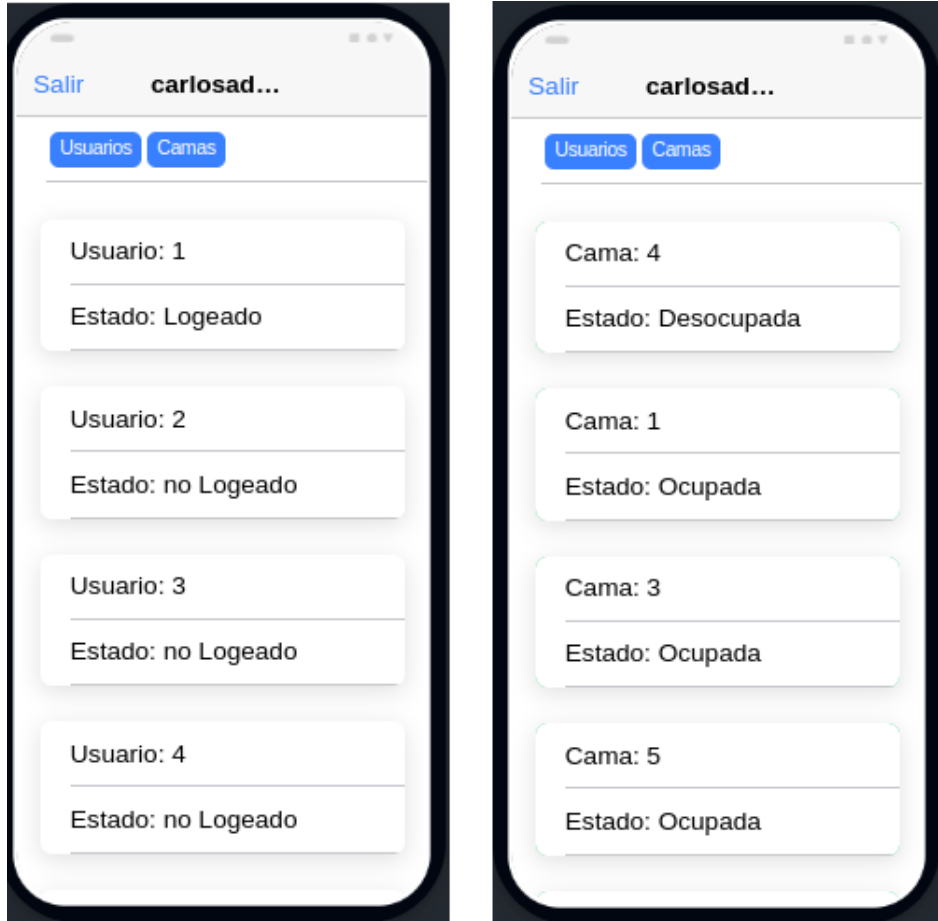 Salir carlosad...
Usuarios Camas
Usuario: 1
Estado: Logeado
Usuario: 2
Estado: no Logeado
Usuario: 3
Estado: no Logeado
Usuario: 4
Estado: no Logeado
Salir carlosad...
Usuarios Camas
Cama: 4
Estado: Desocupada
Cama: 1
Estado: Ocupada
Cama: 3
Estado: Ocupada
Cama: 5
Estado: Ocupada